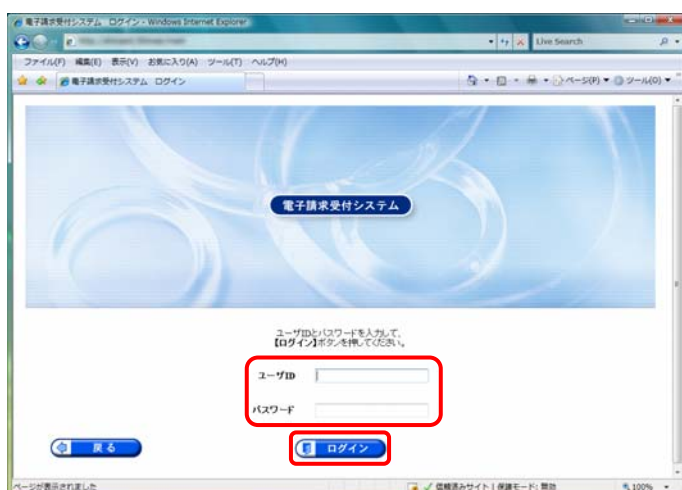 電子請求受付システム ログイン - Windows Internet Explorer
Live Search
ファイル(F) 編集(E) 表示(V) お気に入り(A) ツール(T) ヘルプ(H)
電子請求受付システム ログイン
ページ(P) ツール(O)
電子請求受付システム
ユーザIDとパスワードを入力して、
【ログイン】ボタンを押してください。
ユーザID
パスワード
戻る
ログイン
ページが表示されました
信頼済みサイト | 保護モード: 無効
100%